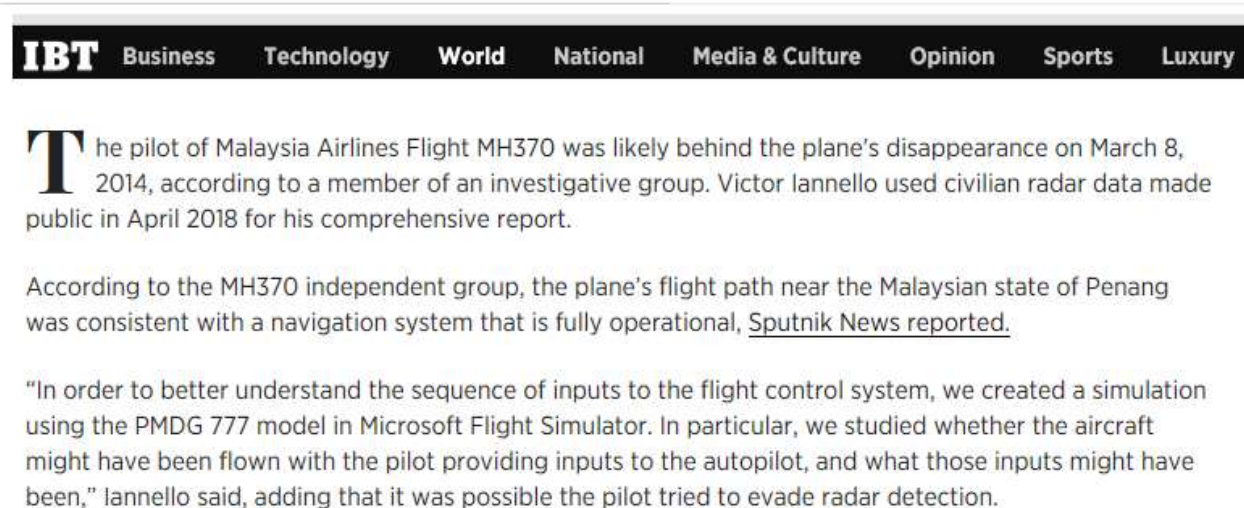 IBT Business Technology World National Media & Culture Opinion Sports Luxury
The pilot of Malaysia Airlines Flight MH370 was likely behind the plane's disappearance on March 8,
2014, according to a member of an investigative group. Victor Iannello used civilian radar data made
public in April 2018 for his comprehensive report.
According to the MH370 independent group, the plane's flight path near the Malaysian state of Penang
was consistent with a navigation system that is fully operational, Sputnik News reported.
“In order to better understand the sequence of inputs to the flight control system, we created a simulation
using the PMDG 777 model in Microsoft Flight Simulator. In particular, we studied whether the aircraft
might have been flown with the pilot providing inputs to the autopilot, and what those inputs might have
been,” Iannello said, adding that it was possible the pilot tried to evade radar detection.